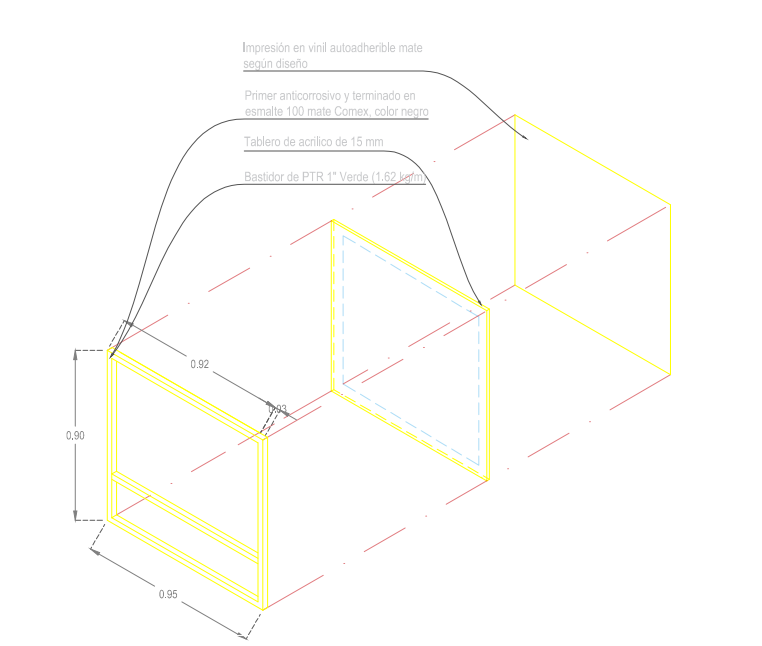 Impresión en vinil autoadherible mate
según diseño
Primer anticorrosivo y terminado en
esmalte 100 mate Comex, color negro
Tablero de acrilico de 15 mm
Bastidor de PTR 1" Verde (1.62 kg/m)
0.92
0.03
0,90
0.95